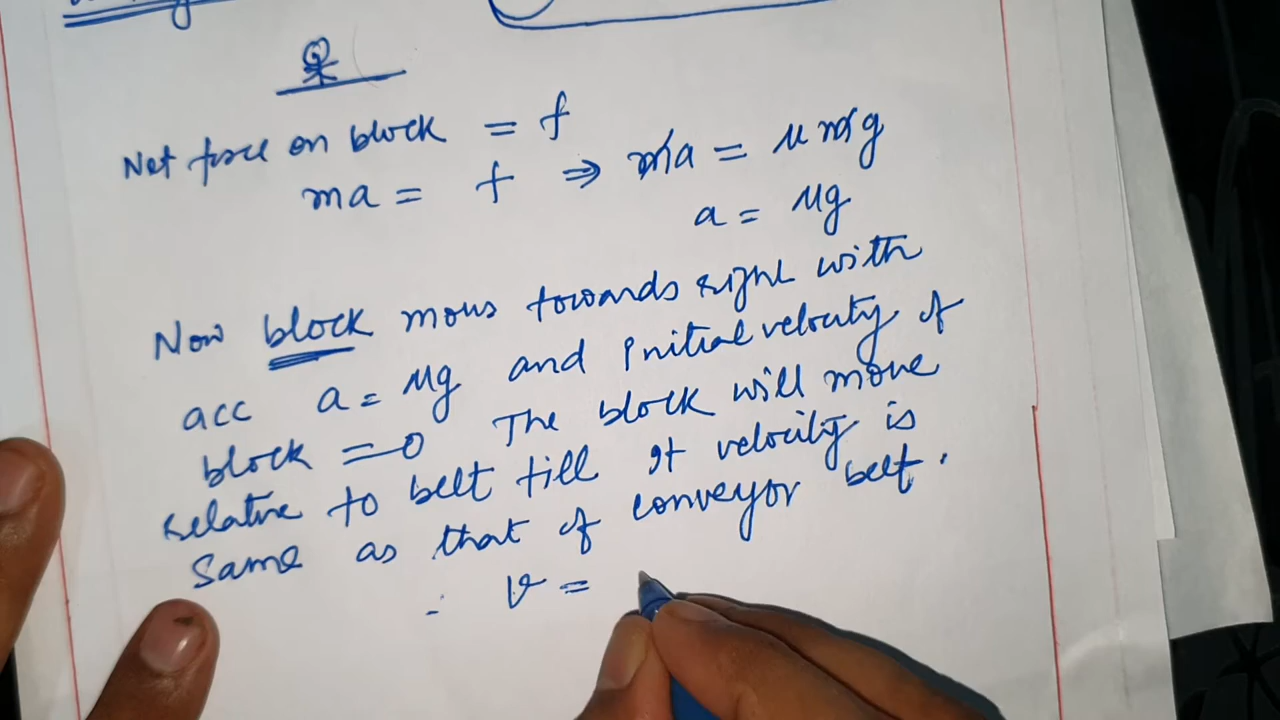 Net force on block = f
ma = f ⇒ ma = μmg
a = μg
Now block moves towards right with
acc a = μg and initial velocity of
block = 0 The block will move
relative to belt till it velocity is
same as that of conveyor belt.
∴ v =